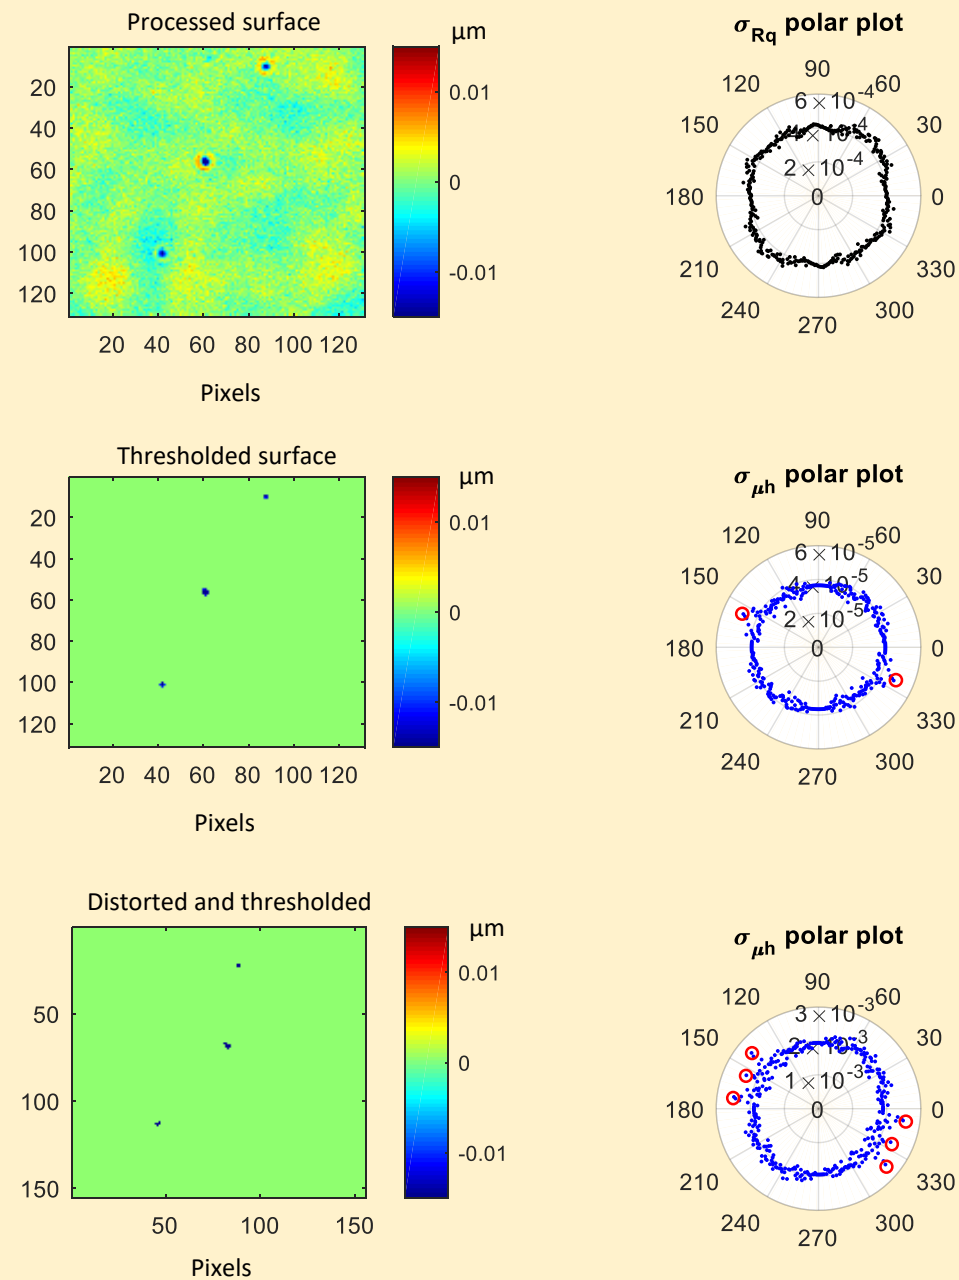 Processed surface
μm
20
40
60
80
100
120
0.01
0
-0.01
20 40 60 80 100 120
Pixels
σRq polar plot
90
120 6×10-4 60
150 4 30
2×10-4
180 0 0
210 330
240 300
270
Thresholded surface
μm
20
40
60
80
100
120
0.01
0
-0.01
20 40 60 80 100 120
Pixels
σμh polar plot
90
120 6×10-5 60
150 4×10-5 30
2×10-5
180 0 0
210 330
240 300
270
Distorted and thresholded
μm
50
100
150
0.01
0
-0.01
50 100 150
Pixels
σμh polar plot
90
120 3×10-3 60
150 2×10-3 30
1×10-3
180 0 0
210 330
240 300
270